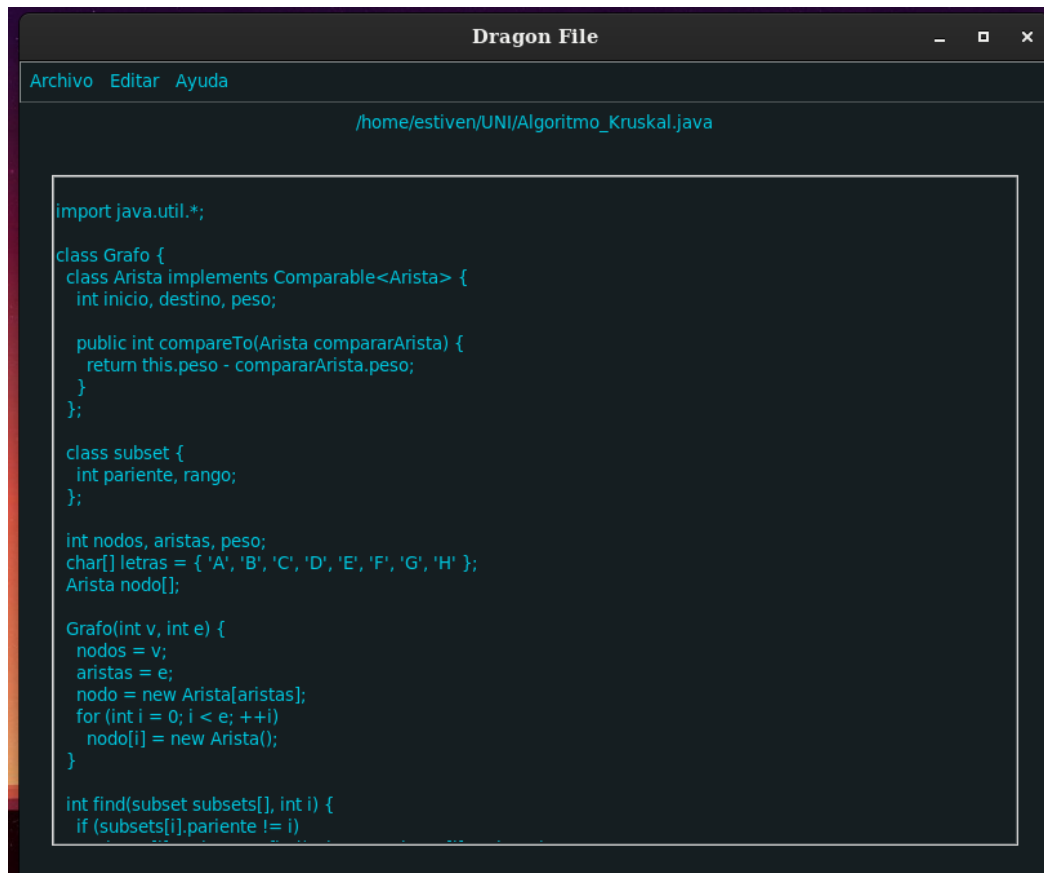 Dragon File
Archivo Editar Ayuda
/home/estiven/UNI/Algoritmo_Kruskal.java
import java.util.*;
class Grafo {
class Arista implements Comparable<Arista> {
int inicio, destino, peso;
public int compareTo(Arista compararArista) {
return this.peso - compararArista.peso;
}
};
class subset {
int pariente, rango;
};
int nodos, aristas, peso;
char[] letras = { 'A', 'B', 'C', 'D', 'E', 'F', 'G', 'H' };
Arista nodo[];
Grafo(int v, int e) {
nodos = v;
aristas = e;
nodo = new Arista[aristas];
for (int i = 0; i < e; ++i)
nodo[i] = new Arista();
}
int find(subset subsets[], int i) {
if (subsets[i].pariente != i)